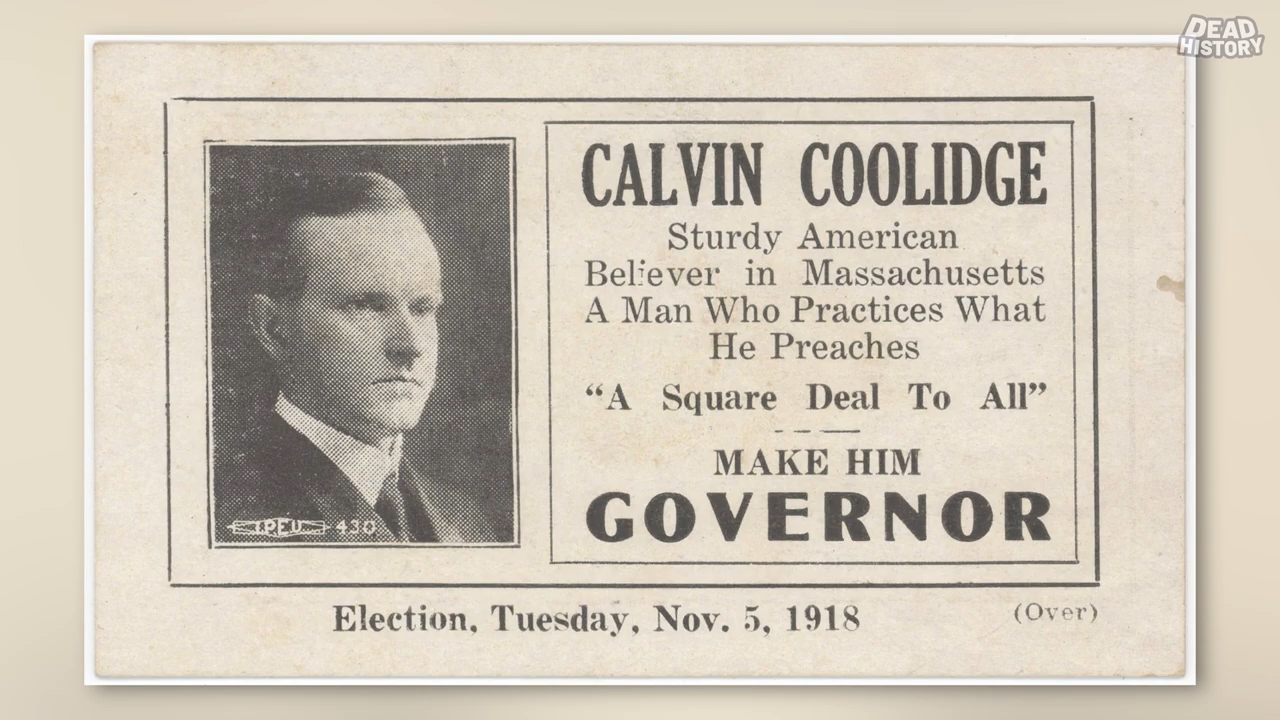 DEAD
HISTORY
CALVIN COOLIDGE
Sturdy American
Believer in Massachusetts
A Man Who Practices What
He Preaches
“A Square Deal To All”
MAKE HIM
GOVERNOR
IPEU 430
Election, Tuesday, Nov. 5, 1918
(Over)